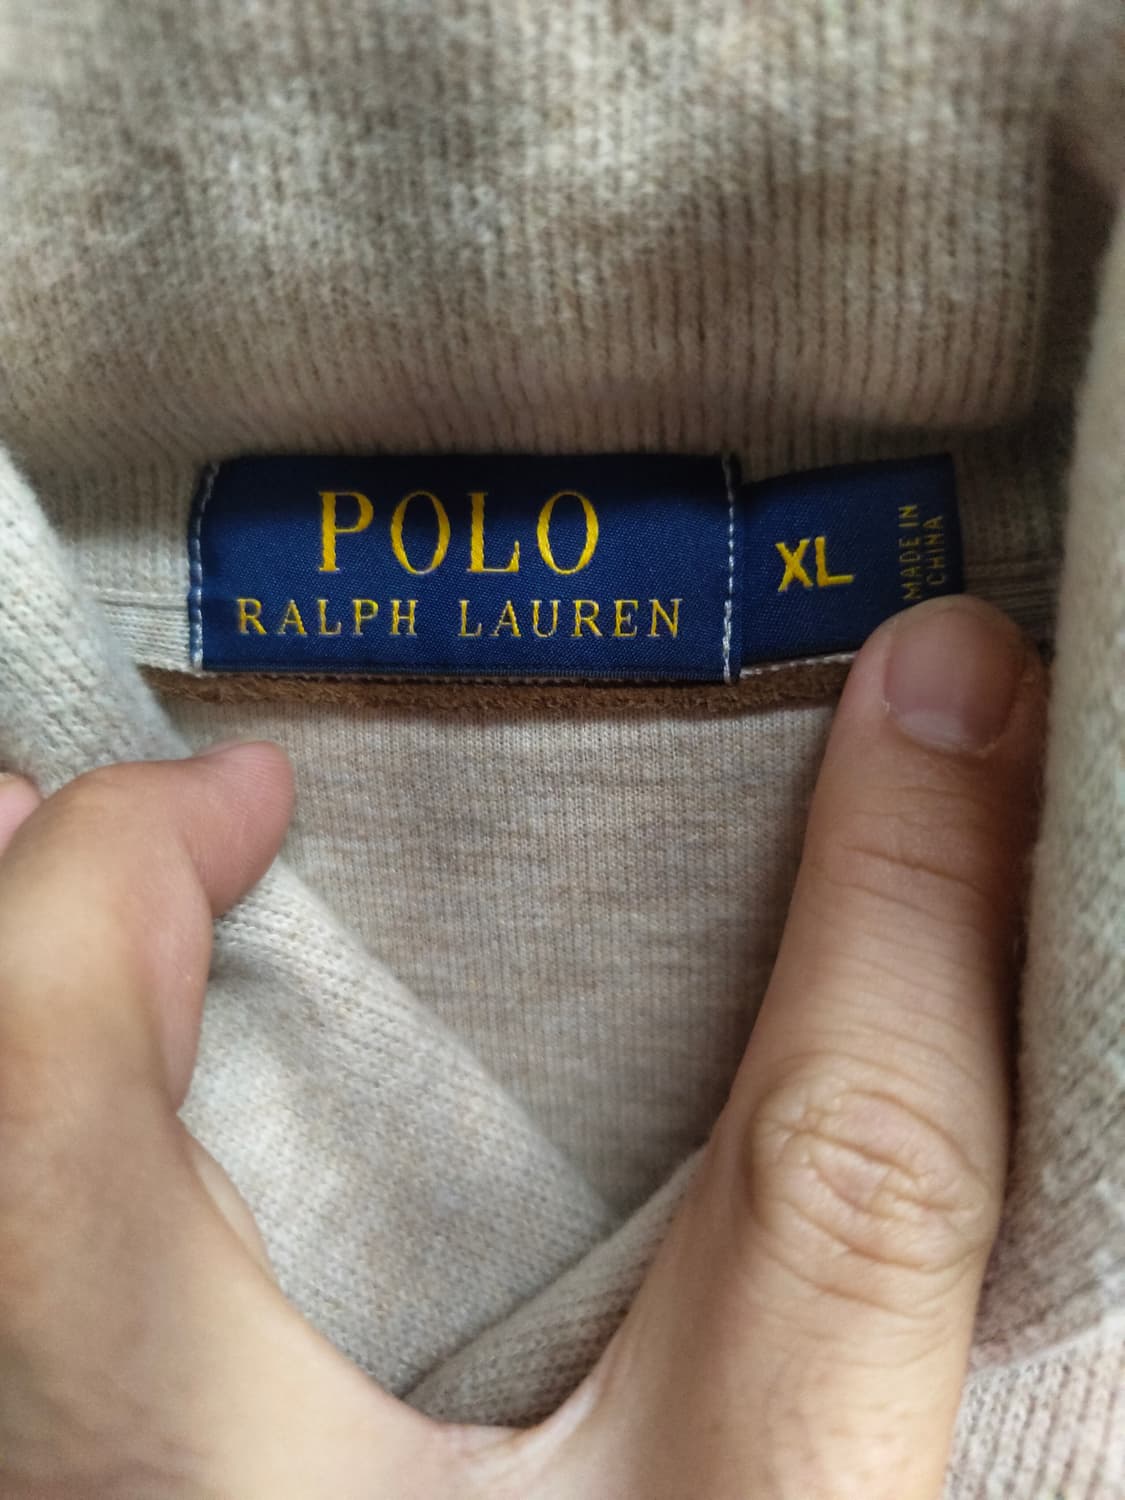 POLO
RALPH LAUREN
XL
MADE IN
CHINA